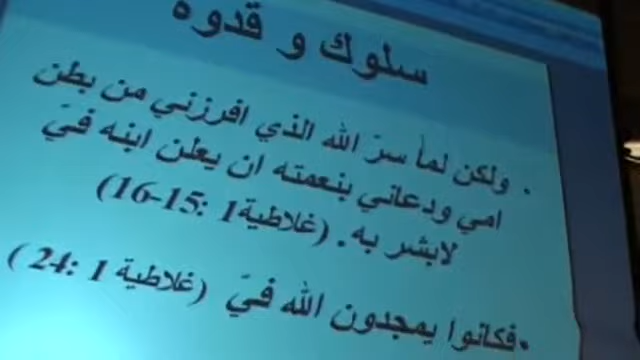 سلوك و قدوه
• ولكن لمأ سرّ الله الذي افرزني من بطن
امي ودعاني بنعمته ان يعلن ابنه فيّ
لابشر به. (غلاطية1 :15-16)
•فكانوا يمجدون الله فيّ (غلاطية 1 :24)